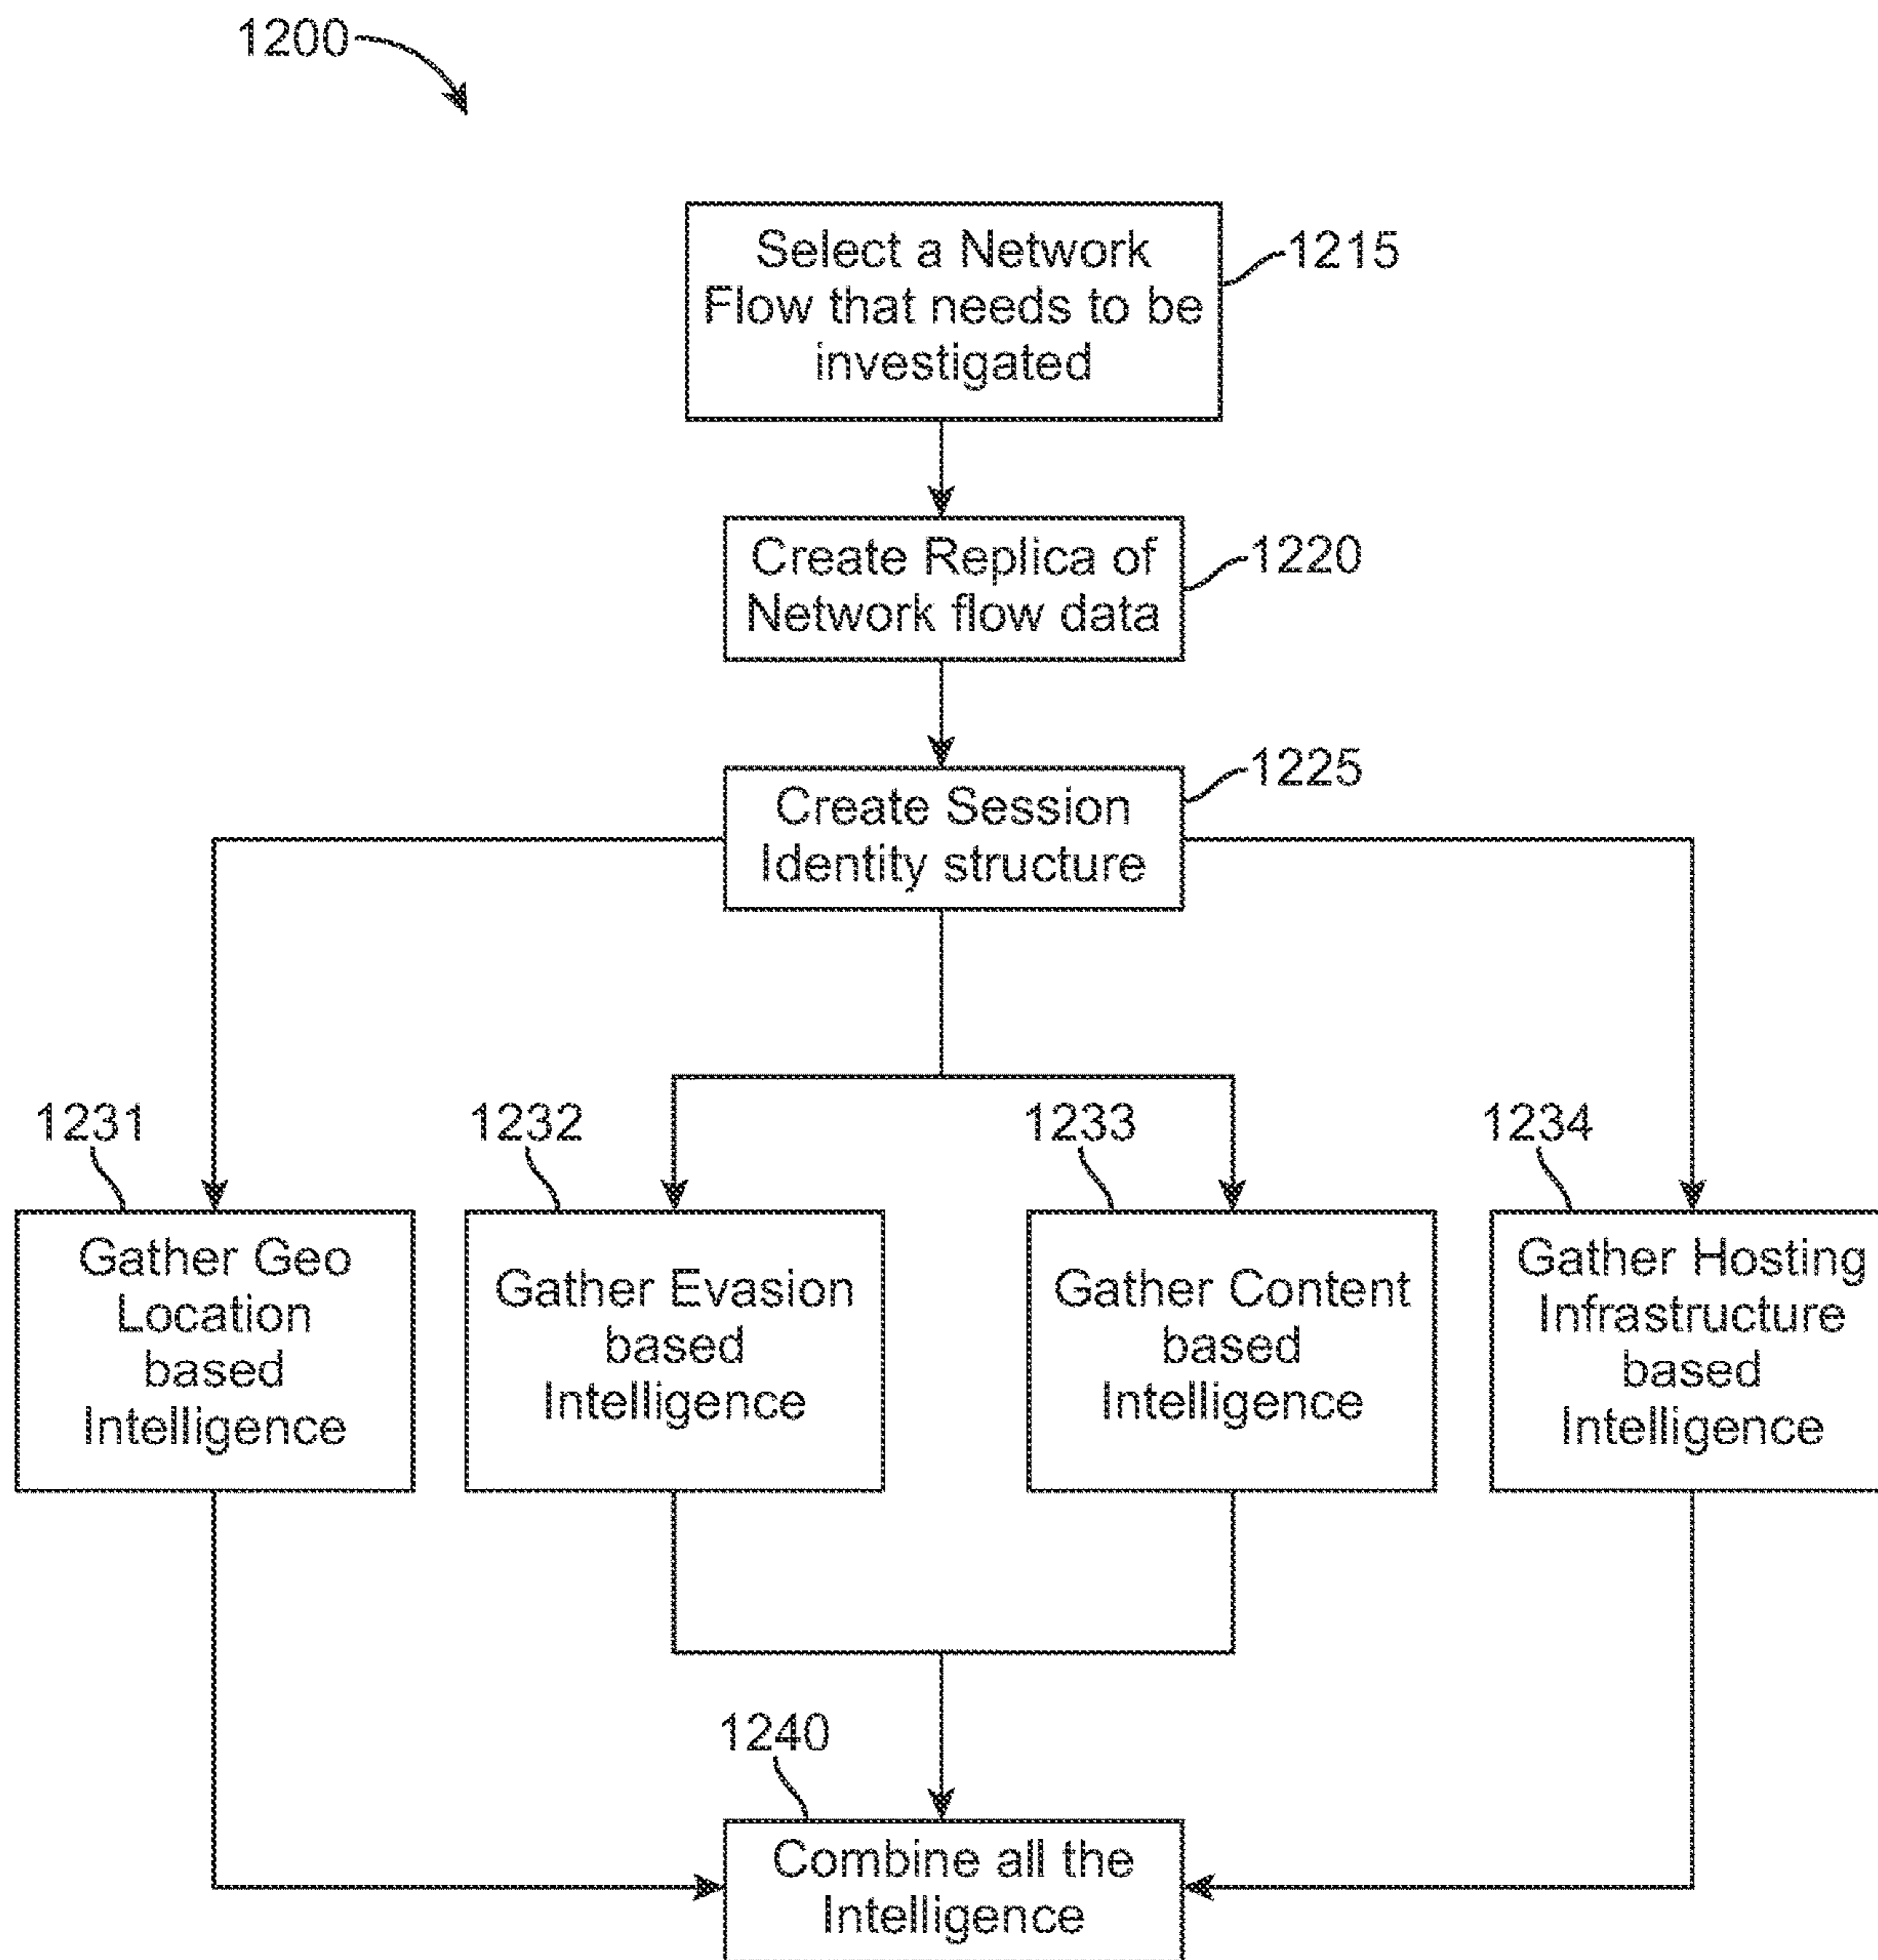 1200
Select a Network
Flow that needs to be
investigated
1215
Create Replica of
Network flow data
1220
Create Session
Identity structure
1225
1231
Gather Geo
Location
based
Intelligence
1232
Gather Evasion
based
Intelligence
1233
Gather Content
based
Intelligence
1234
Gather Hosting
Infrastructure
based
Intelligence
1240
Combine all the
Intelligence